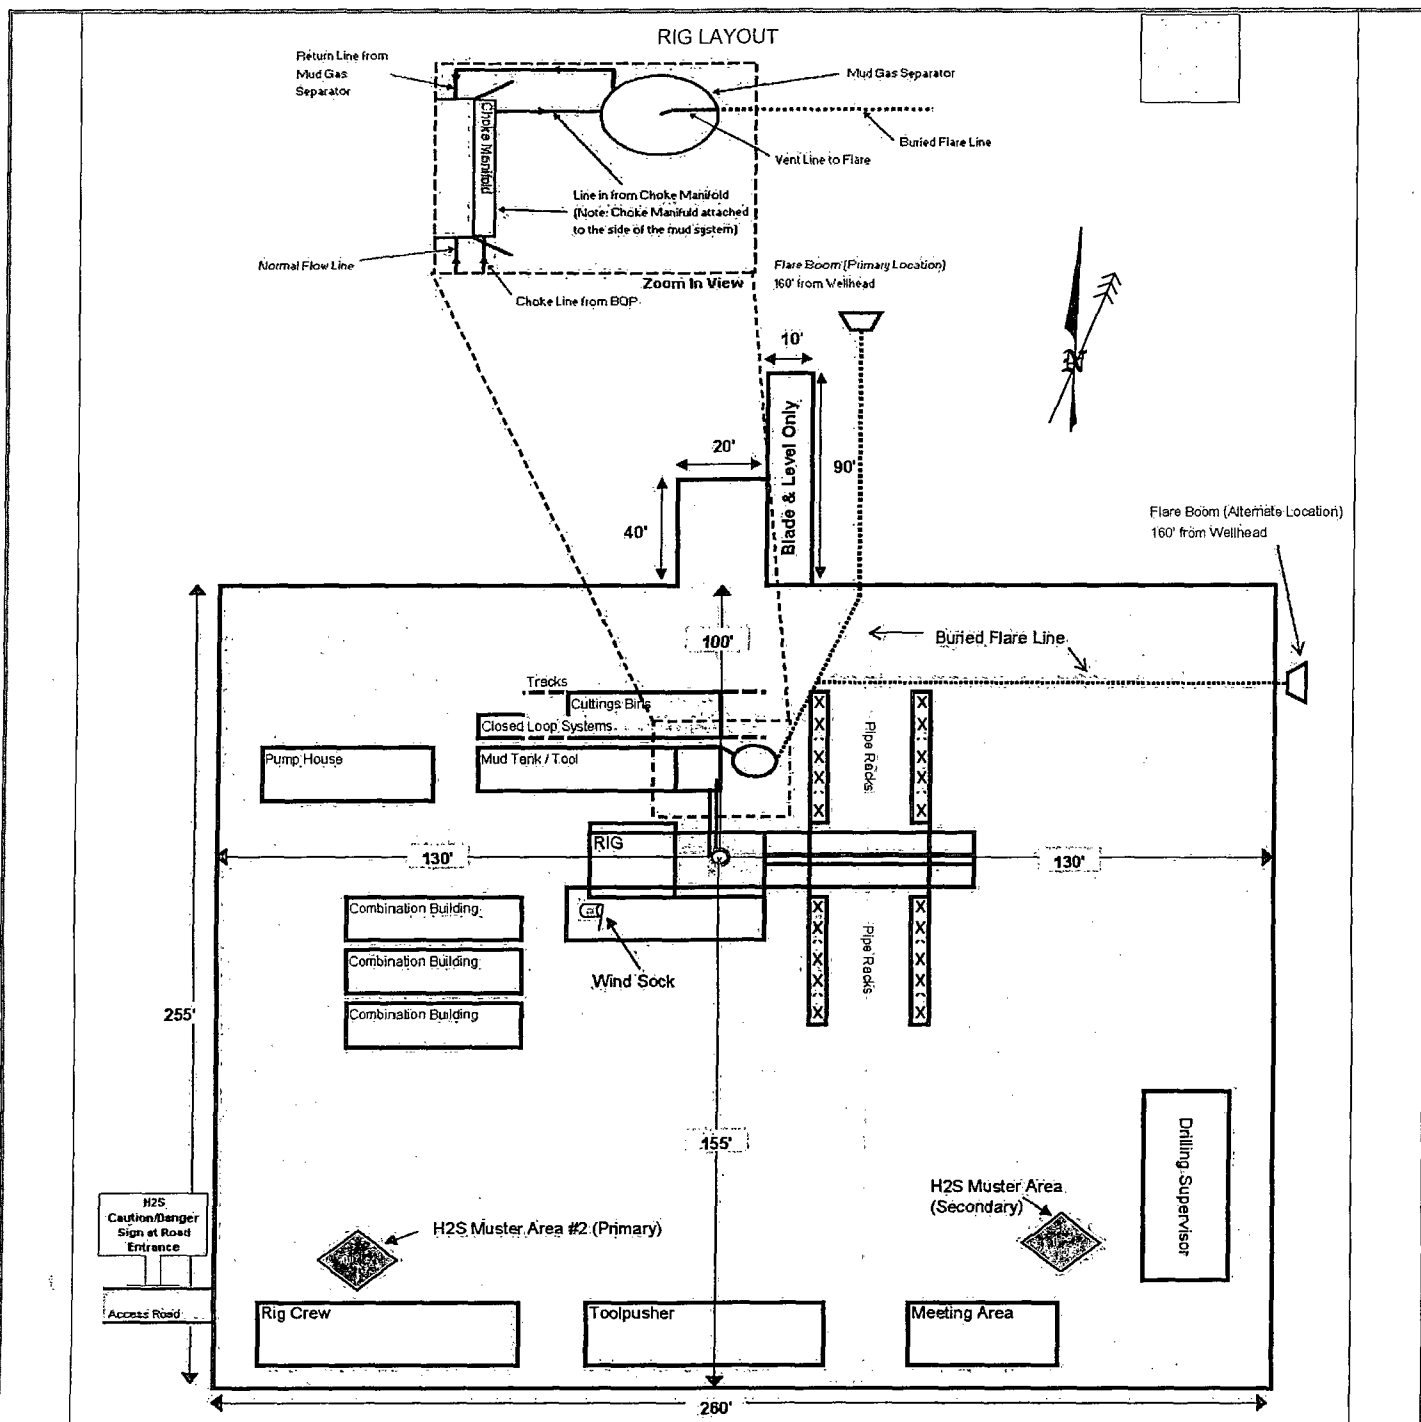 RIG LAYOUT
Return Line from
Mud Gas
Separator
Mud Gas Separator
Choke Manifold
Buried Flare Line
Vent Line to Flare
Line in from Choke Manifold
(Note: Choke Manifuld attached
to the side of the mud system)
Normal Flow Line
Choke Line from BOP
Zoom In View
Flare Boom (Primary Location)
160' from Wellhead
10'
20'
Blade & Level Only
90'
40'
N
Flare Boom (Alternate Location)
160' from Wellhead
100'
Buried Flare Line
Tracks
Cuttings Bins
Closed Loop Systems
Pump House
Mud Tank / Tool
X
X
X
X
X
Pipe Racks
X
X
X
X
X
RIG
130'
130'
Combination Building
Combination Building
Combination Building
Wind Sock
X
X
X
X
X
Pipe Racks
X
X
X
X
X
255'
155'
Drilling Supervisor
H2S
Caution/Danger
Sign at Road
Entrance
H2S Muster Area #2 (Primary)
H2S Muster Area
(Secondary)
Access Road
Rig Crew
Toolpusher
Meeting Area
260'